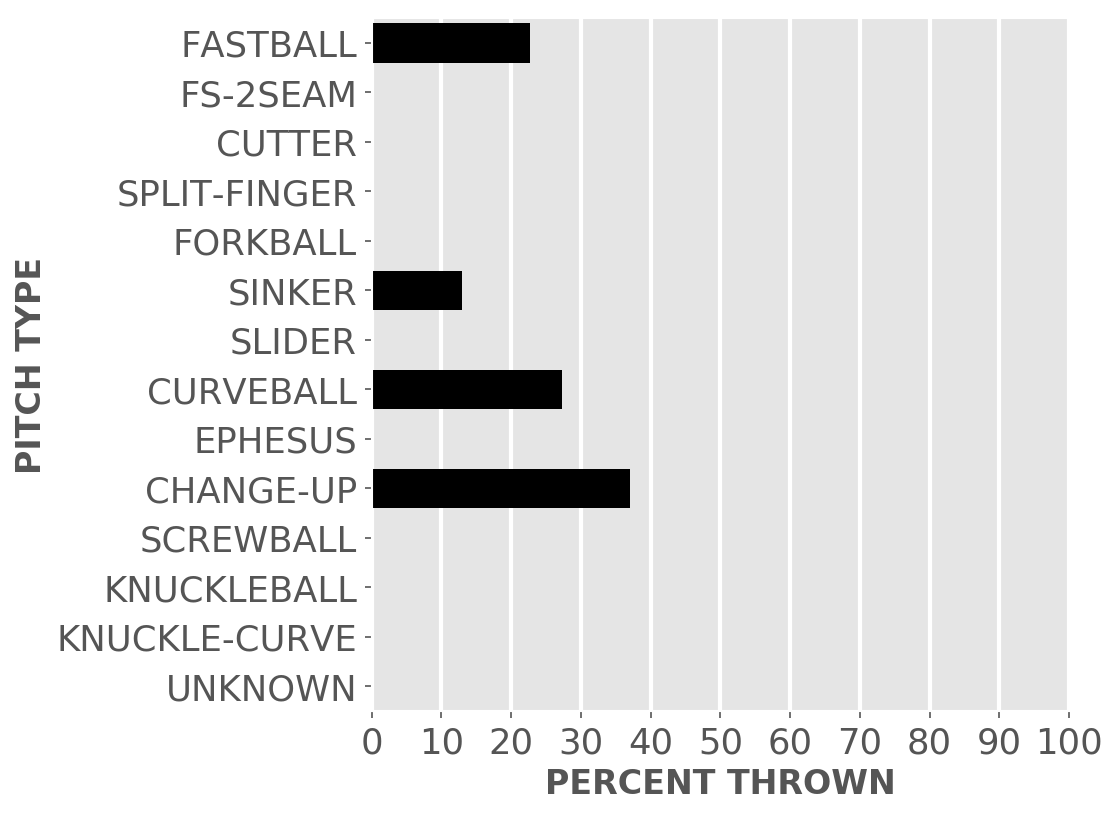 FASTBALL
FS-2SEAM
CUTTER
SPLIT-FINGER
FORKBALL
SINKER
SLIDER
CURVEBALL
EPHESUS
CHANGE-UP
SCREWBALL
KNUCKLEBALL
KNUCKLE-CURVE
UNKNOWN
PITCH TYPE
0 10 20 30 40 50 60 70 80 90 100
PERCENT THROWN